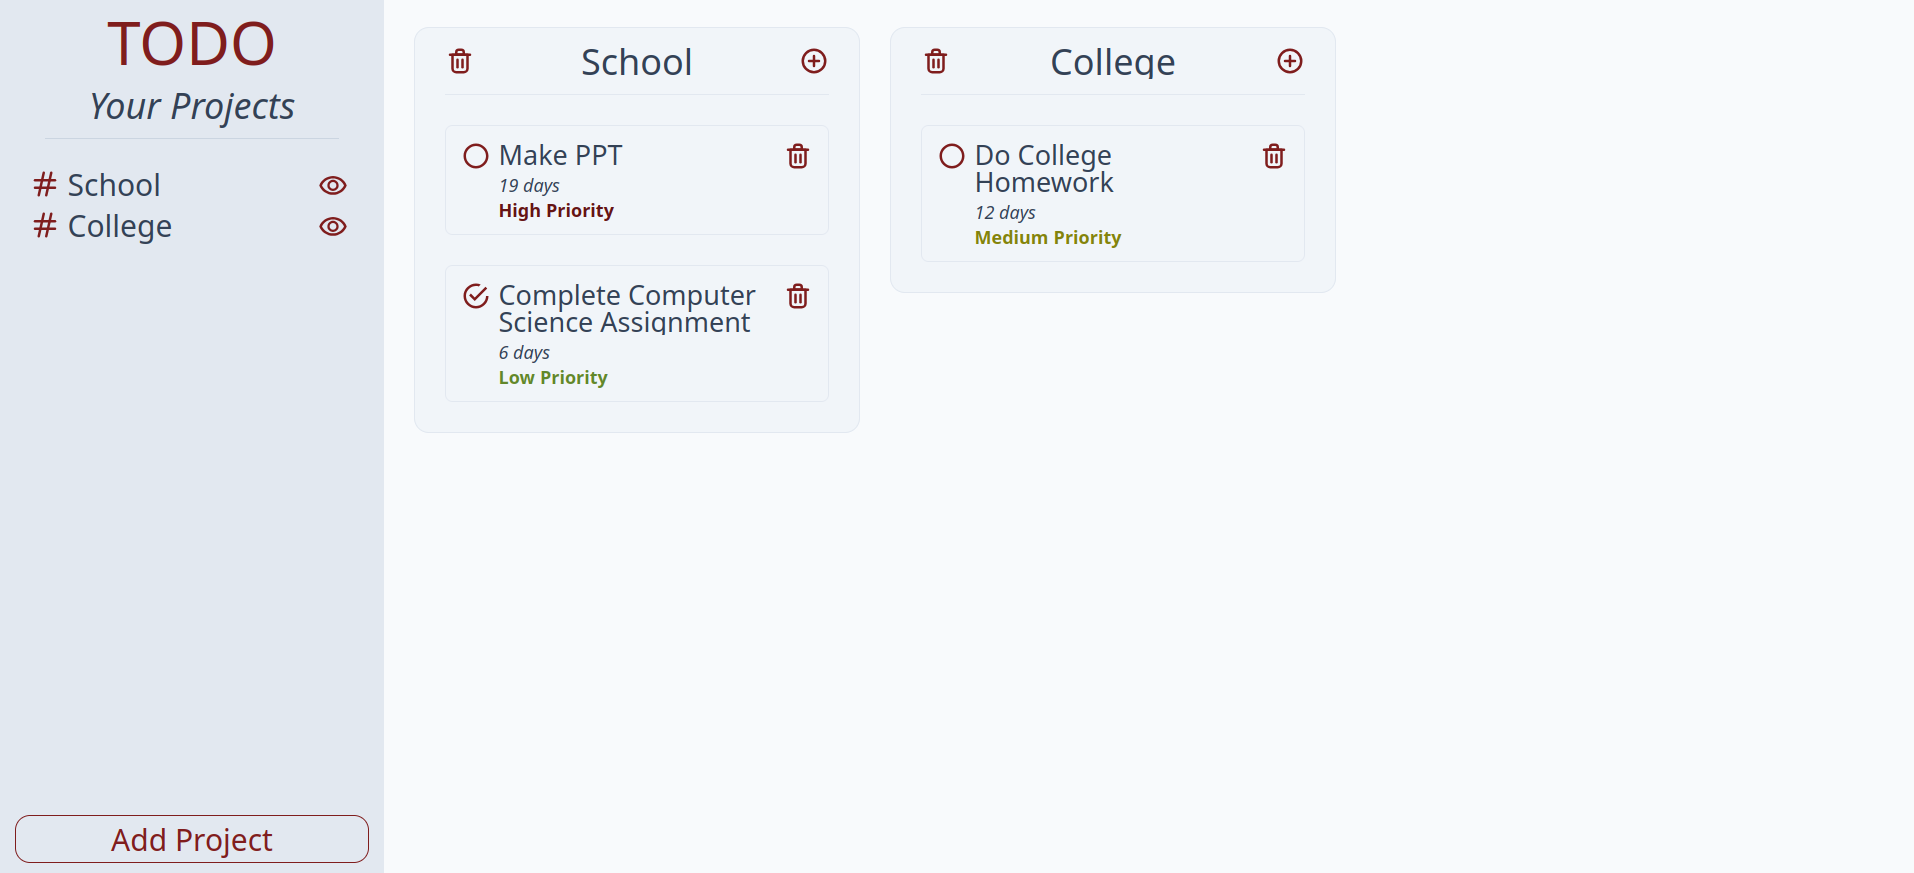 TODO
Your Projects
# School
# College
Add Project
School
Make PPT
19 days
High Priority
Complete Computer
Science Assignment
6 days
Low Priority
College
Do College
Homework
12 days
Medium Priority